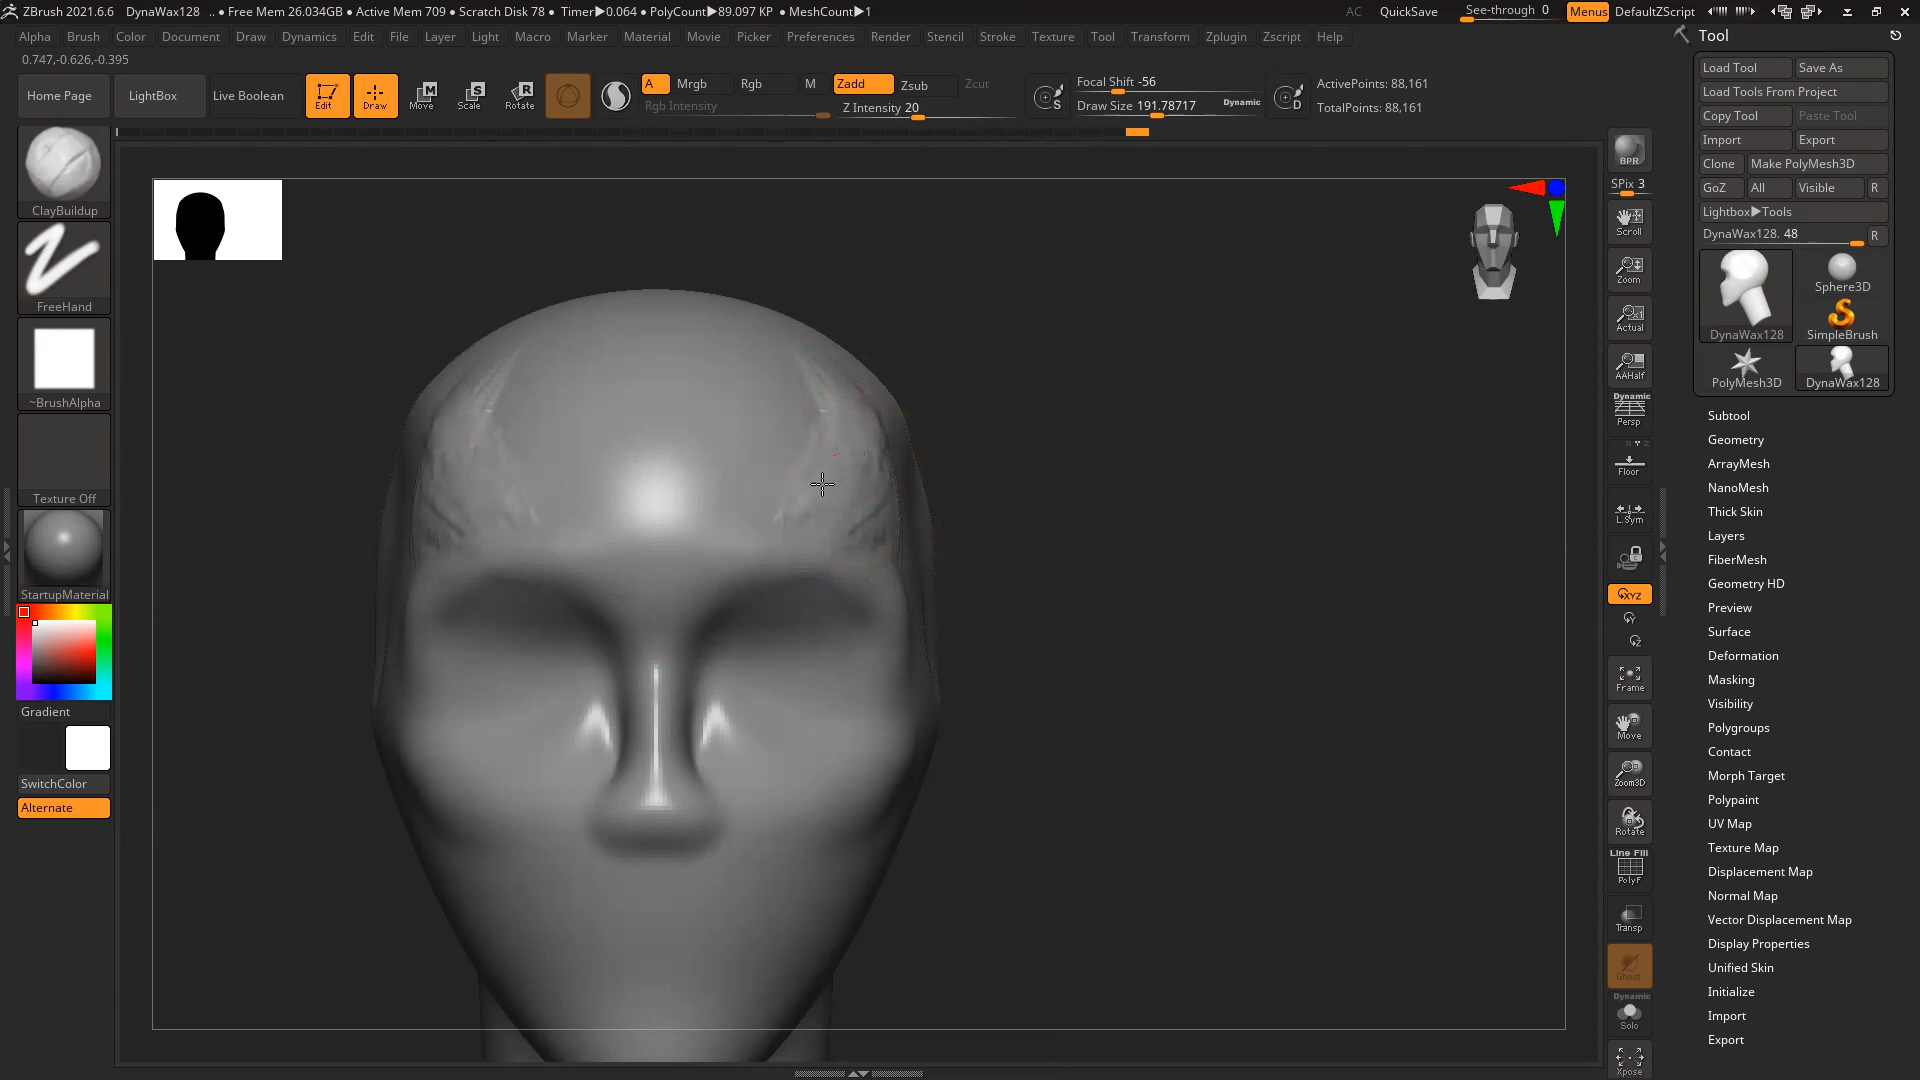 ZBrush 2021.6.6 DynaWax128 .. ● Free Mem 26.034GB ● Active Mem 709 ● Scratch Disk 78 ● Timer▶0.064 ● PolyCount▶89.097 KP ● MeshCount▶1 AC QuickSave See-through 0 Menus DefaultZScript
Alpha Brush Color Document Draw Dynamics Edit File Layer Light Macro Marker Material Movie Picker Preferences Render Stencil Stroke Texture Tool Transform Zplugin Zscript Help
0.747,-0.626,-0.395
Home Page LightBox Live Boolean Edit Draw Move Scale Rotate
M S R
A Mrgb Rgb M Zadd Zsub Zcut
Rgb Intensity Z Intensity 20
S Focal Shift -56
Draw Size 191.78717 Dynamic
D ActivePoints: 88,161
TotalPoints: 88,161
ClayBuildup
FreeHand
~BrushAlpha
Texture Off
StartupMaterial
Gradient
SwitchColor
Alternate
BPR
SPix 3
Scroll
Zoom
Actual
AAHalf
Dynamic
Persp
Floor
L.Sym
XYZ
Y
Z
Frame
Move
Zoom3D
Rotate
Line Fill
PolyF
Transp
Ghost
Dynamic
Solo
Xpose
Tool
Load Tool Save As
Load Tools From Project
Copy Tool Paste Tool
Import Export
Clone Make PolyMesh3D
GoZ All Visible R
Lightbox▶Tools
DynaWax128. 48 R
DynaWax128 Sphere3D
SimpleBrush
PolyMesh3D DynaWax128
Subtool
Geometry
ArrayMesh
NanoMesh
Thick Skin
Layers
FiberMesh
Geometry HD
Preview
Surface
Deformation
Masking
Visibility
Polygroups
Contact
Morph Target
Polypaint
UV Map
Texture Map
Displacement Map
Normal Map
Vector Displacement Map
Display Properties
Unified Skin
Initialize
Import
Export